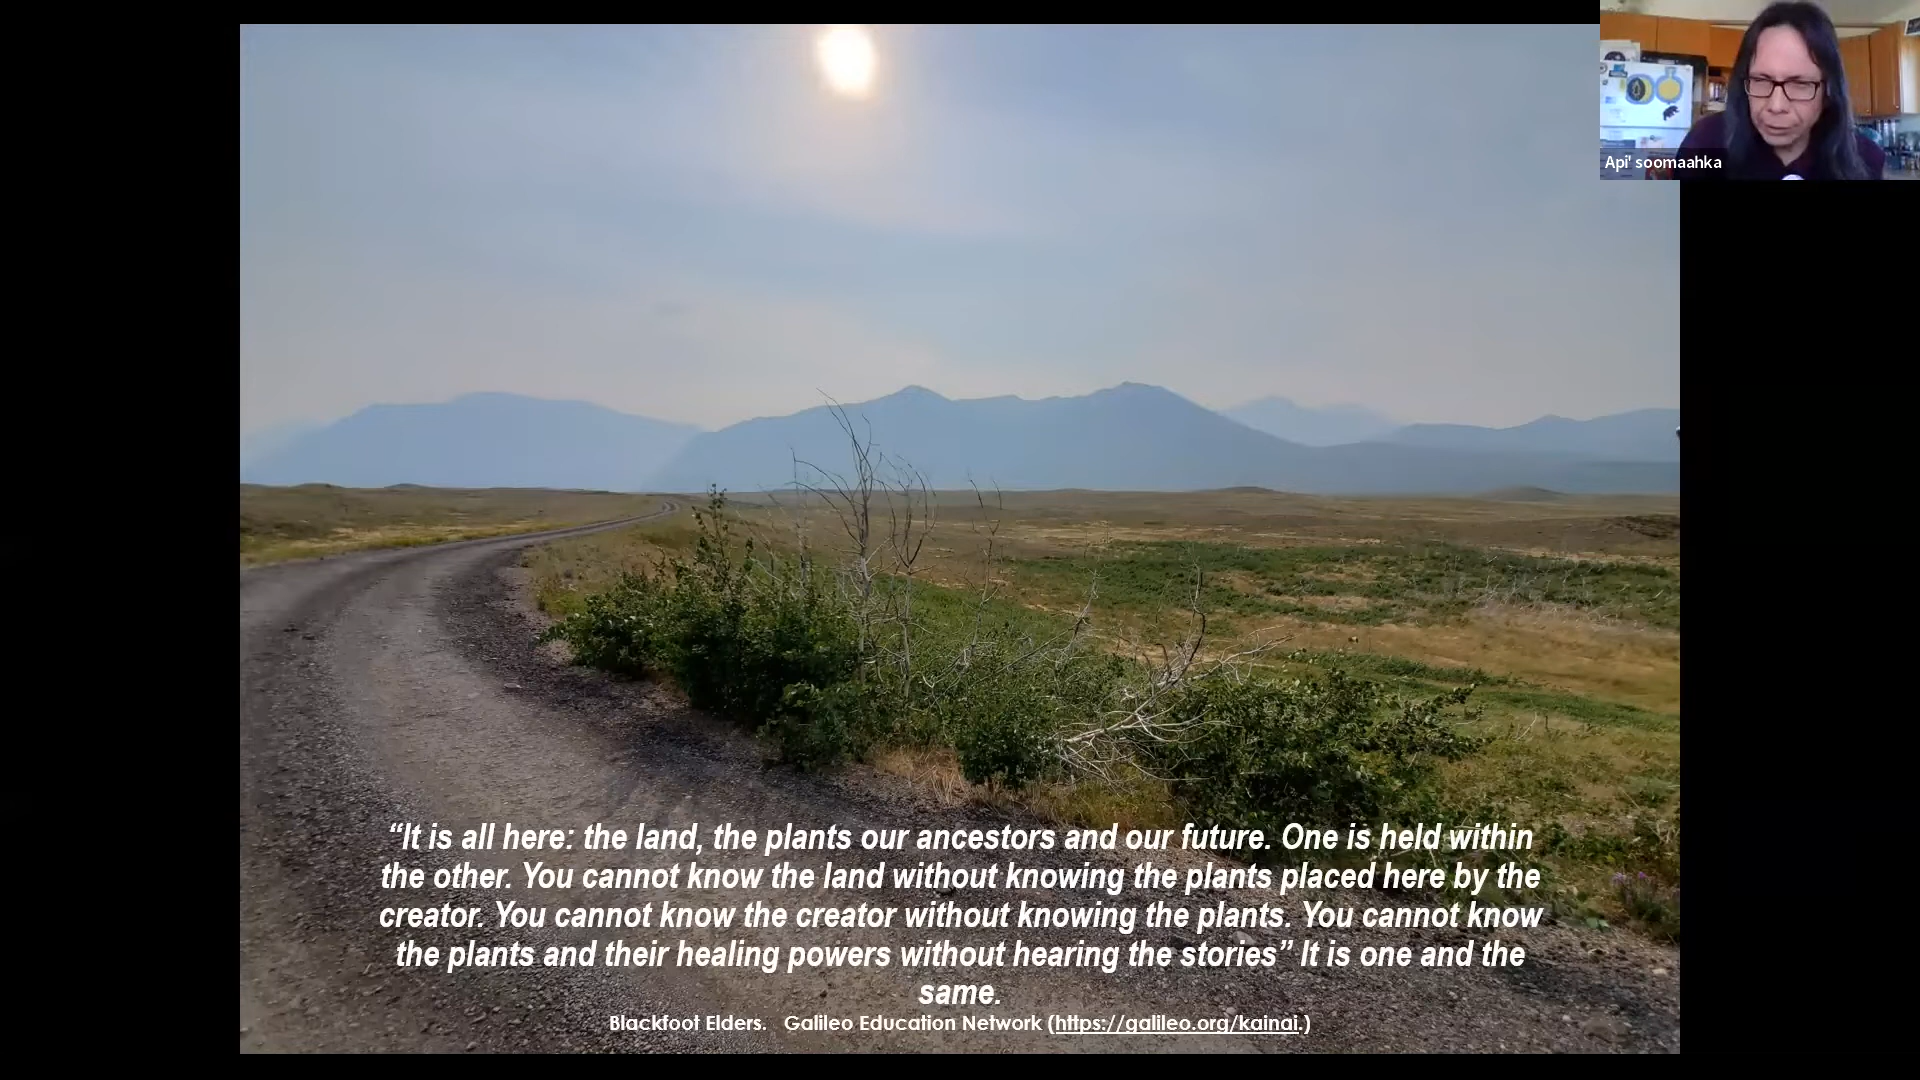 Api' soomaahka
“It is all here: the land, the plants our ancestors and our future. One is held within
the other. You cannot know the land without knowing the plants placed here by the
creator. You cannot know the creator without knowing the plants. You cannot know
the plants and their healing powers without hearing the stories” It is one and the
same.
Blackfoot Elders. Galileo Education Network (https://galileo.org/kainai.)